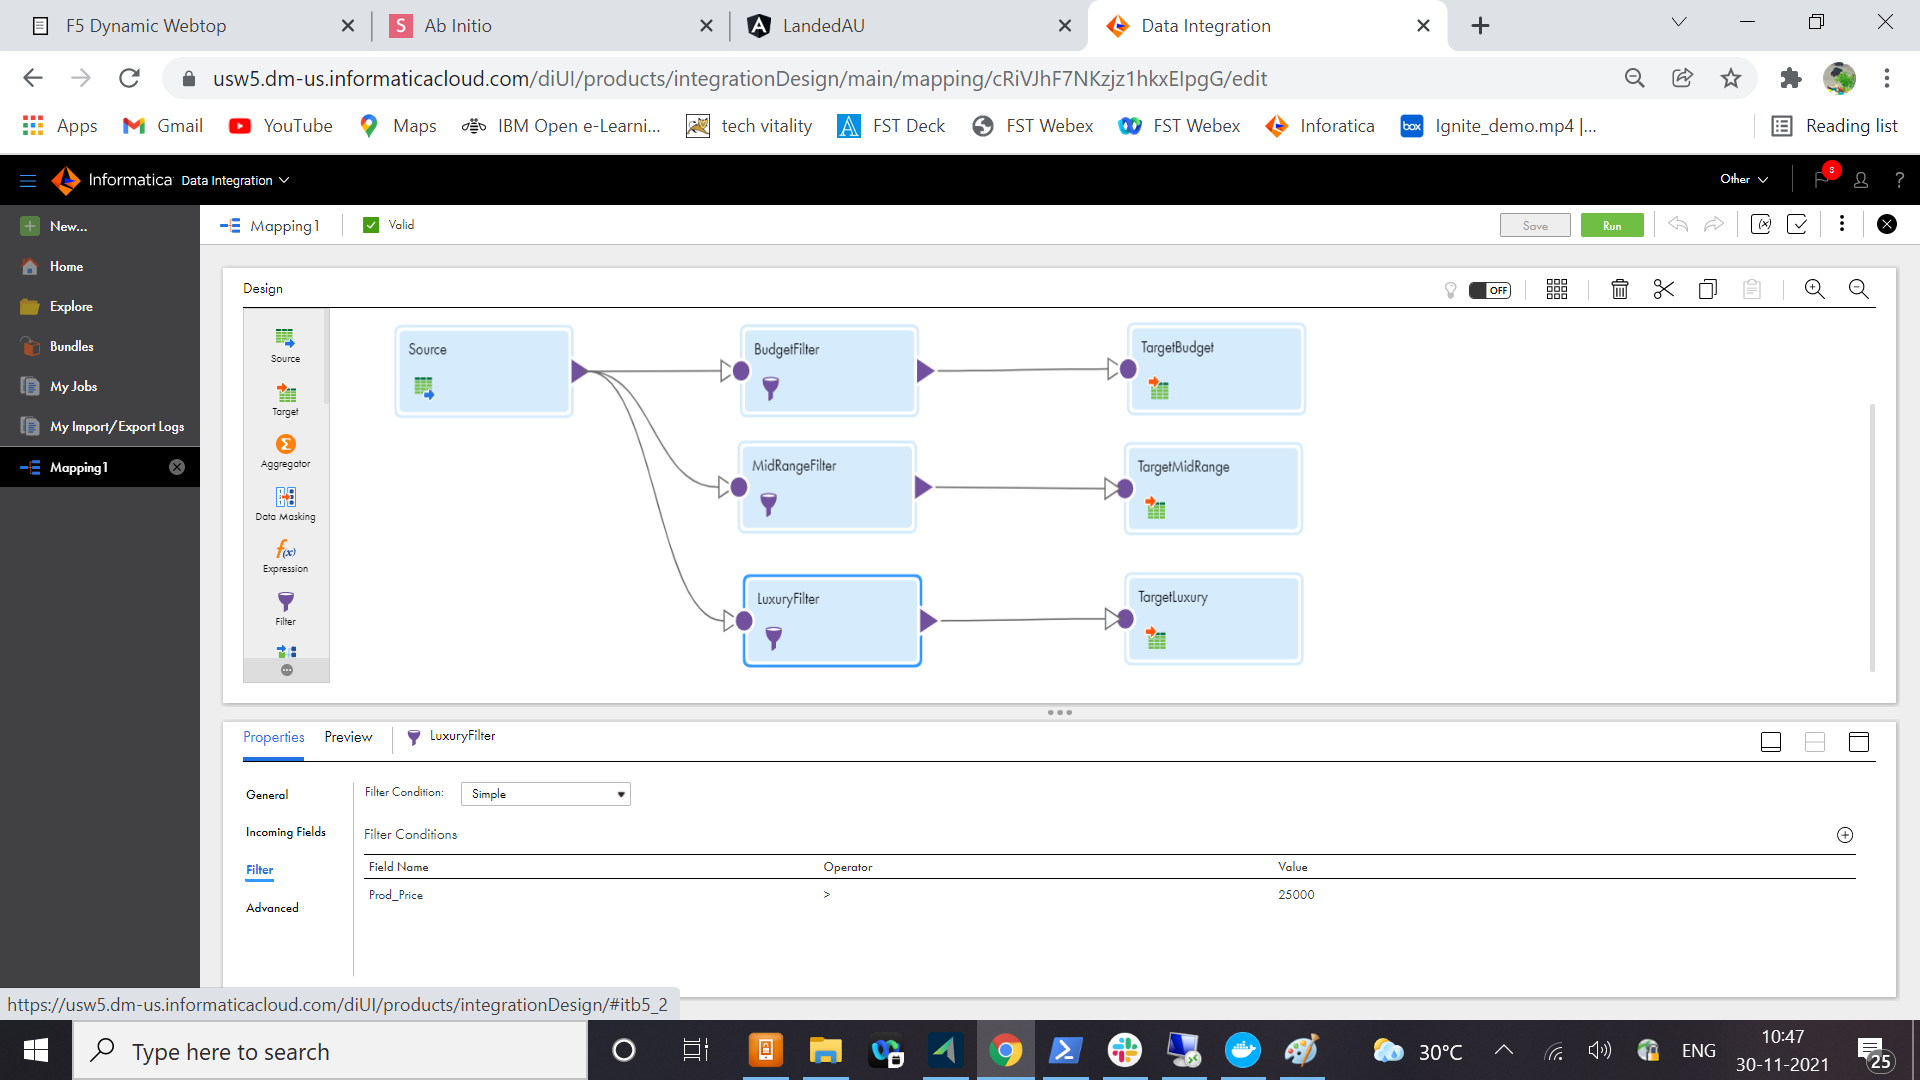 F5 Dynamic Webtop
S Ab Initio
LandedAU
Data Integration
usw5.dm-us.informaticacloud.com/diUI/products/integrationDesign/main/mapping/cRiVJhF7NKzjz1hkxEIpgG/edit
Apps
Gmail
YouTube
Maps
IBM Open e-Learni...
tech vitality
FST Deck
FST Webex
FST Webex
Inforatica
box
Ignite_demo.mp4 |...
Reading list
Informatica Data Integration
Other
3
?
New...
Home
Explore
Bundles
My Jobs
My Import/Export Logs
Mapping1
Mapping1
Valid
Save
Run
Design
OFF
Source
Target
Aggregator
Data Masking
Expression
Filter
Source
BudgetFilter
TargetBudget
MidRangeFilter
TargetMidRange
LuxuryFilter
TargetLuxury
Properties
Preview
LuxuryFilter
General
Incoming Fields
Filter
Advanced
Filter Condition: Simple
Filter Conditions
Field Name Operator Value
Prod_Price > 25000
https://usw5.dm-us.informaticacloud.com/diUI/products/integrationDesign/#itb5_2
Type here to search
30°C
ENG
10:47
30-11-2021
25